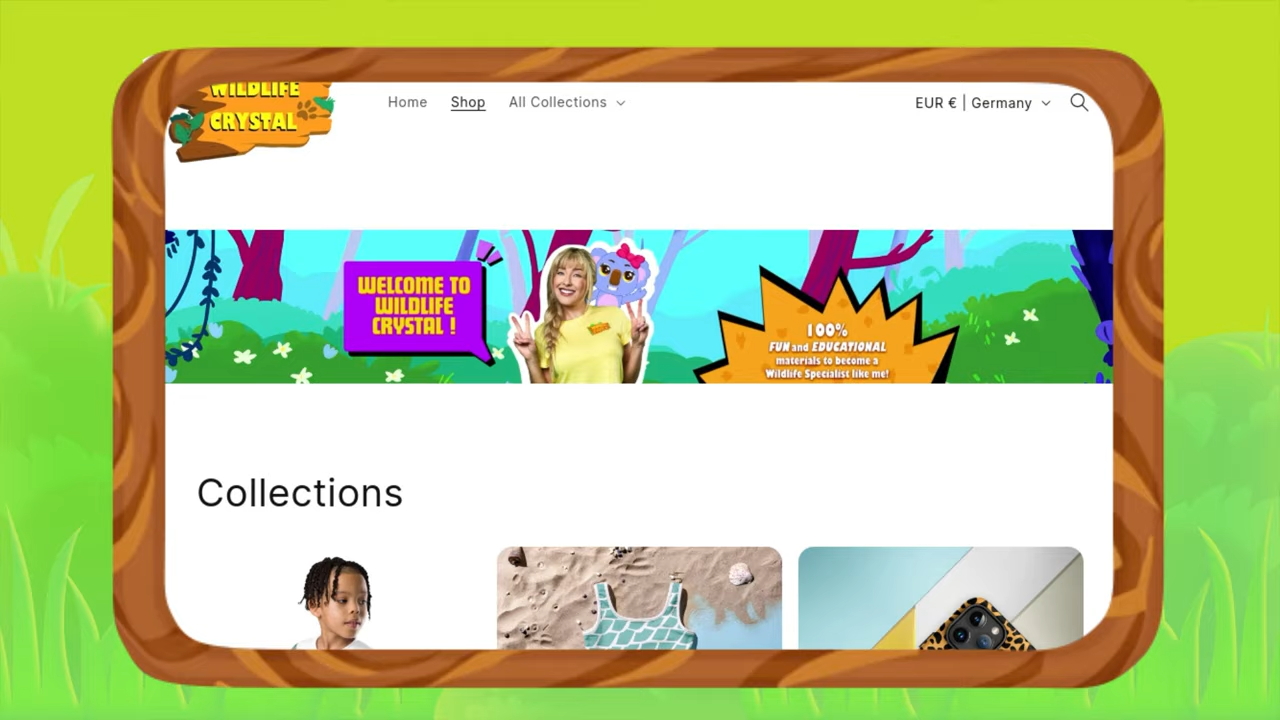 WILDLIFE
CRYSTAL
Home Shop All Collections EUR € | Germany
WELCOME TO
WILDLIFE
CRYSTAL !
100%
FUN and EDUCATIONAL
materials to become a
Wildlife Specialist like me!
Collections